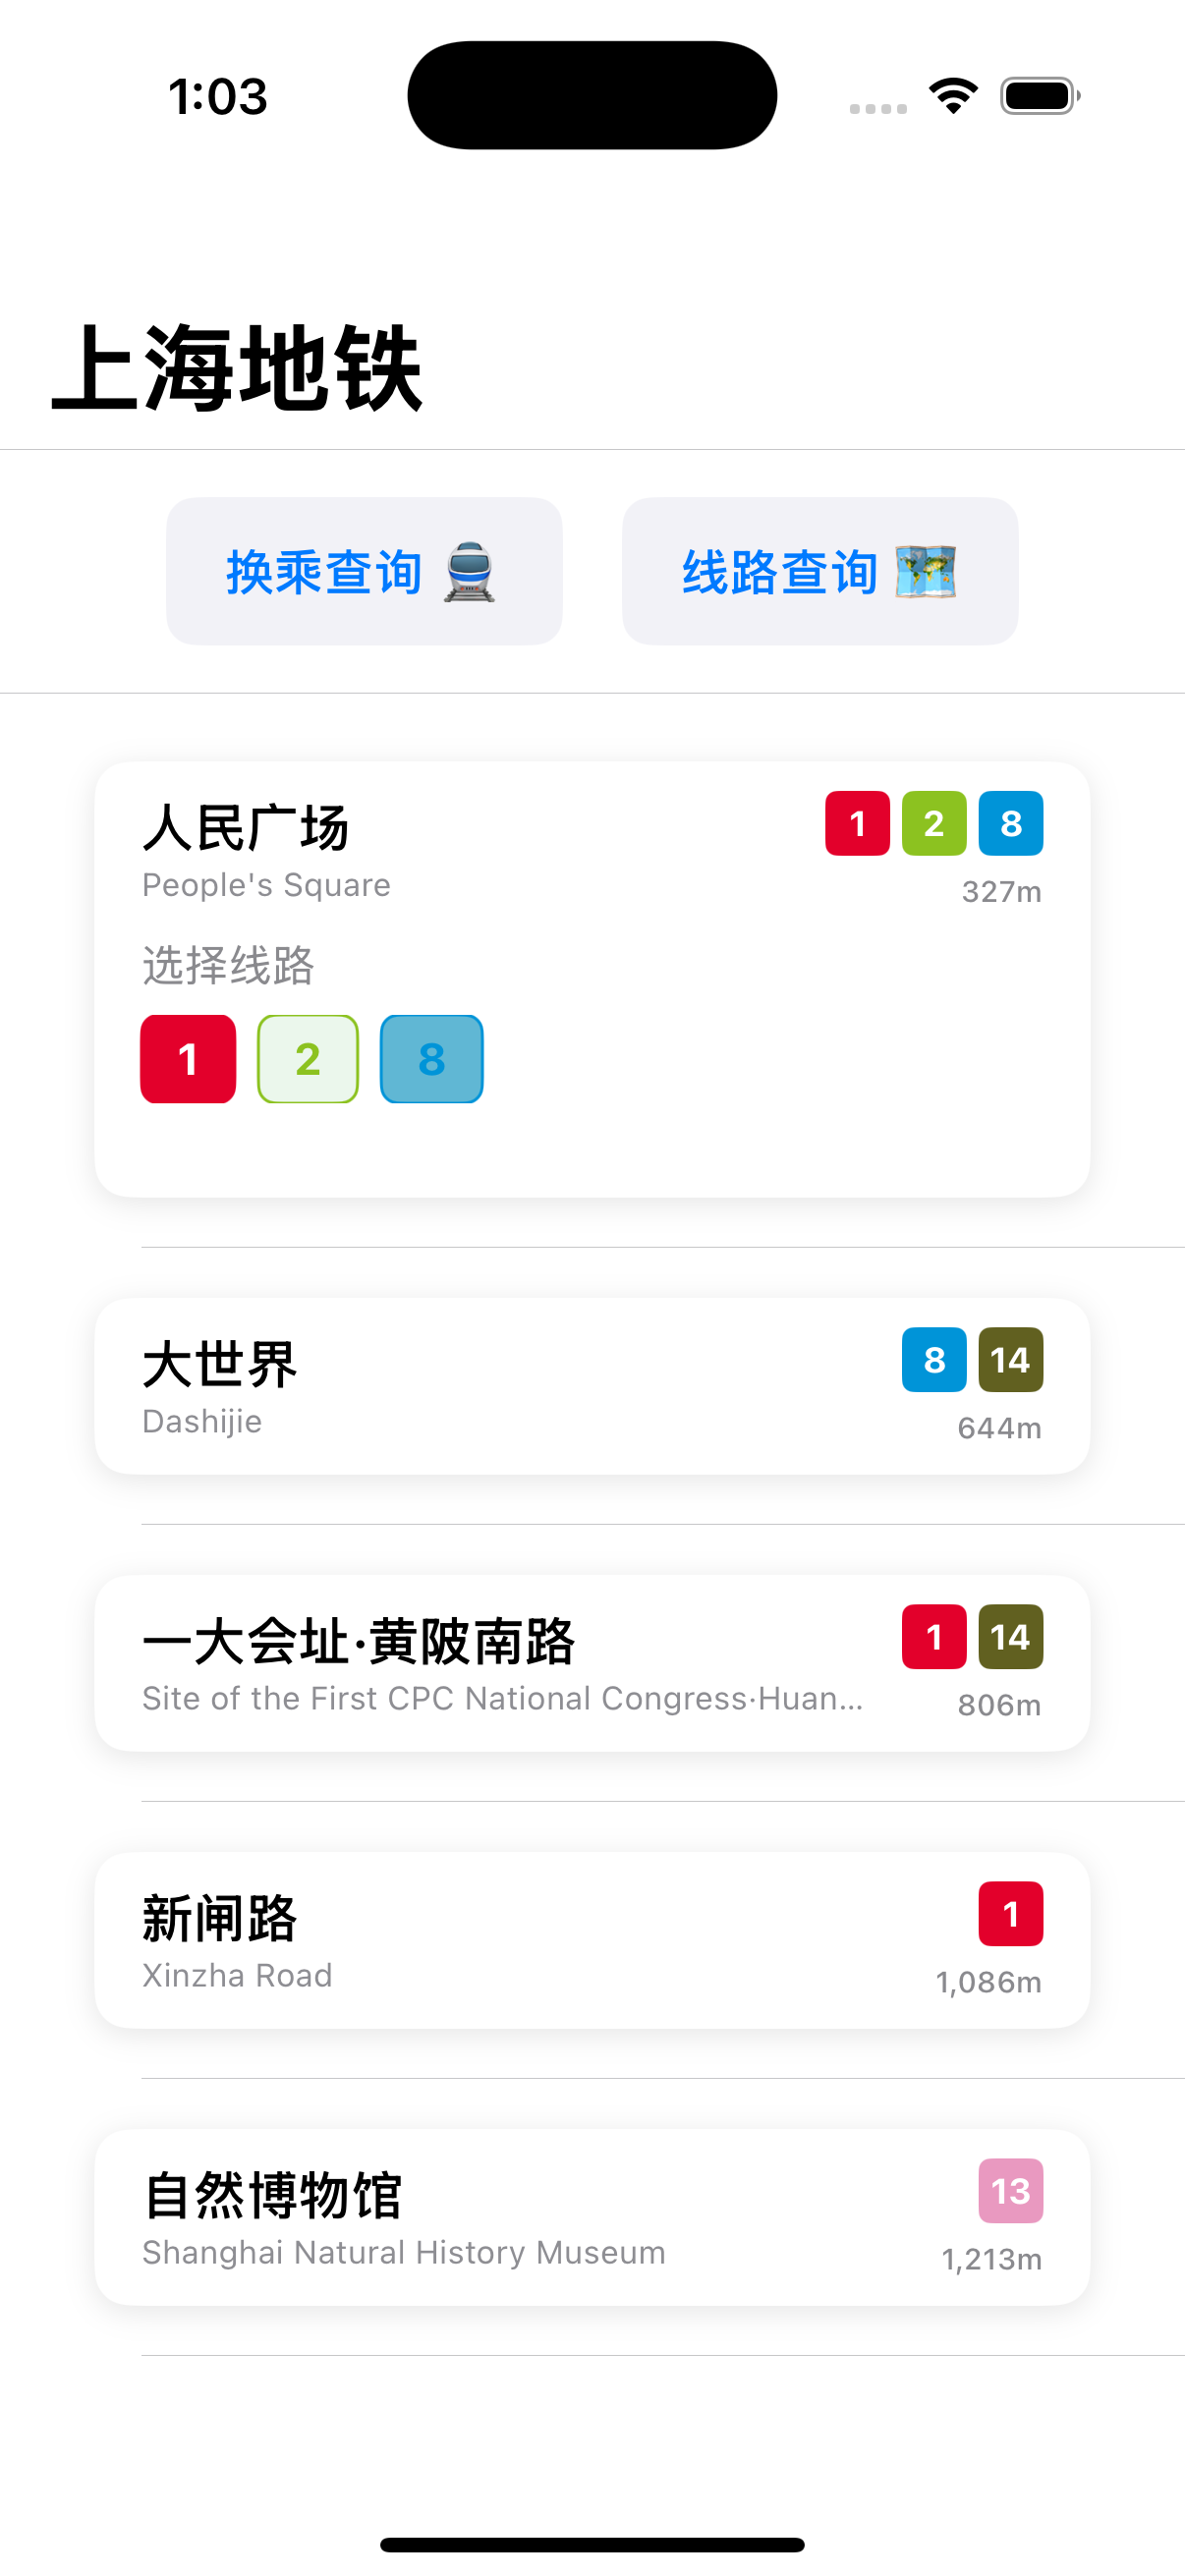 1:03
上海地铁
换乘查询 🚆
线路查询 🗺️
人民广场
1 2 8
People's Square
327m
选择线路
1 2 8
大世界
8 14
Dashijie
644m
一大会址·黄陂南路
1 14
Site of the First CPC National Congress·Huan...
806m
新闸路
1
Xinzha Road
1,086m
自然博物馆
13
Shanghai Natural History Museum
1,213m